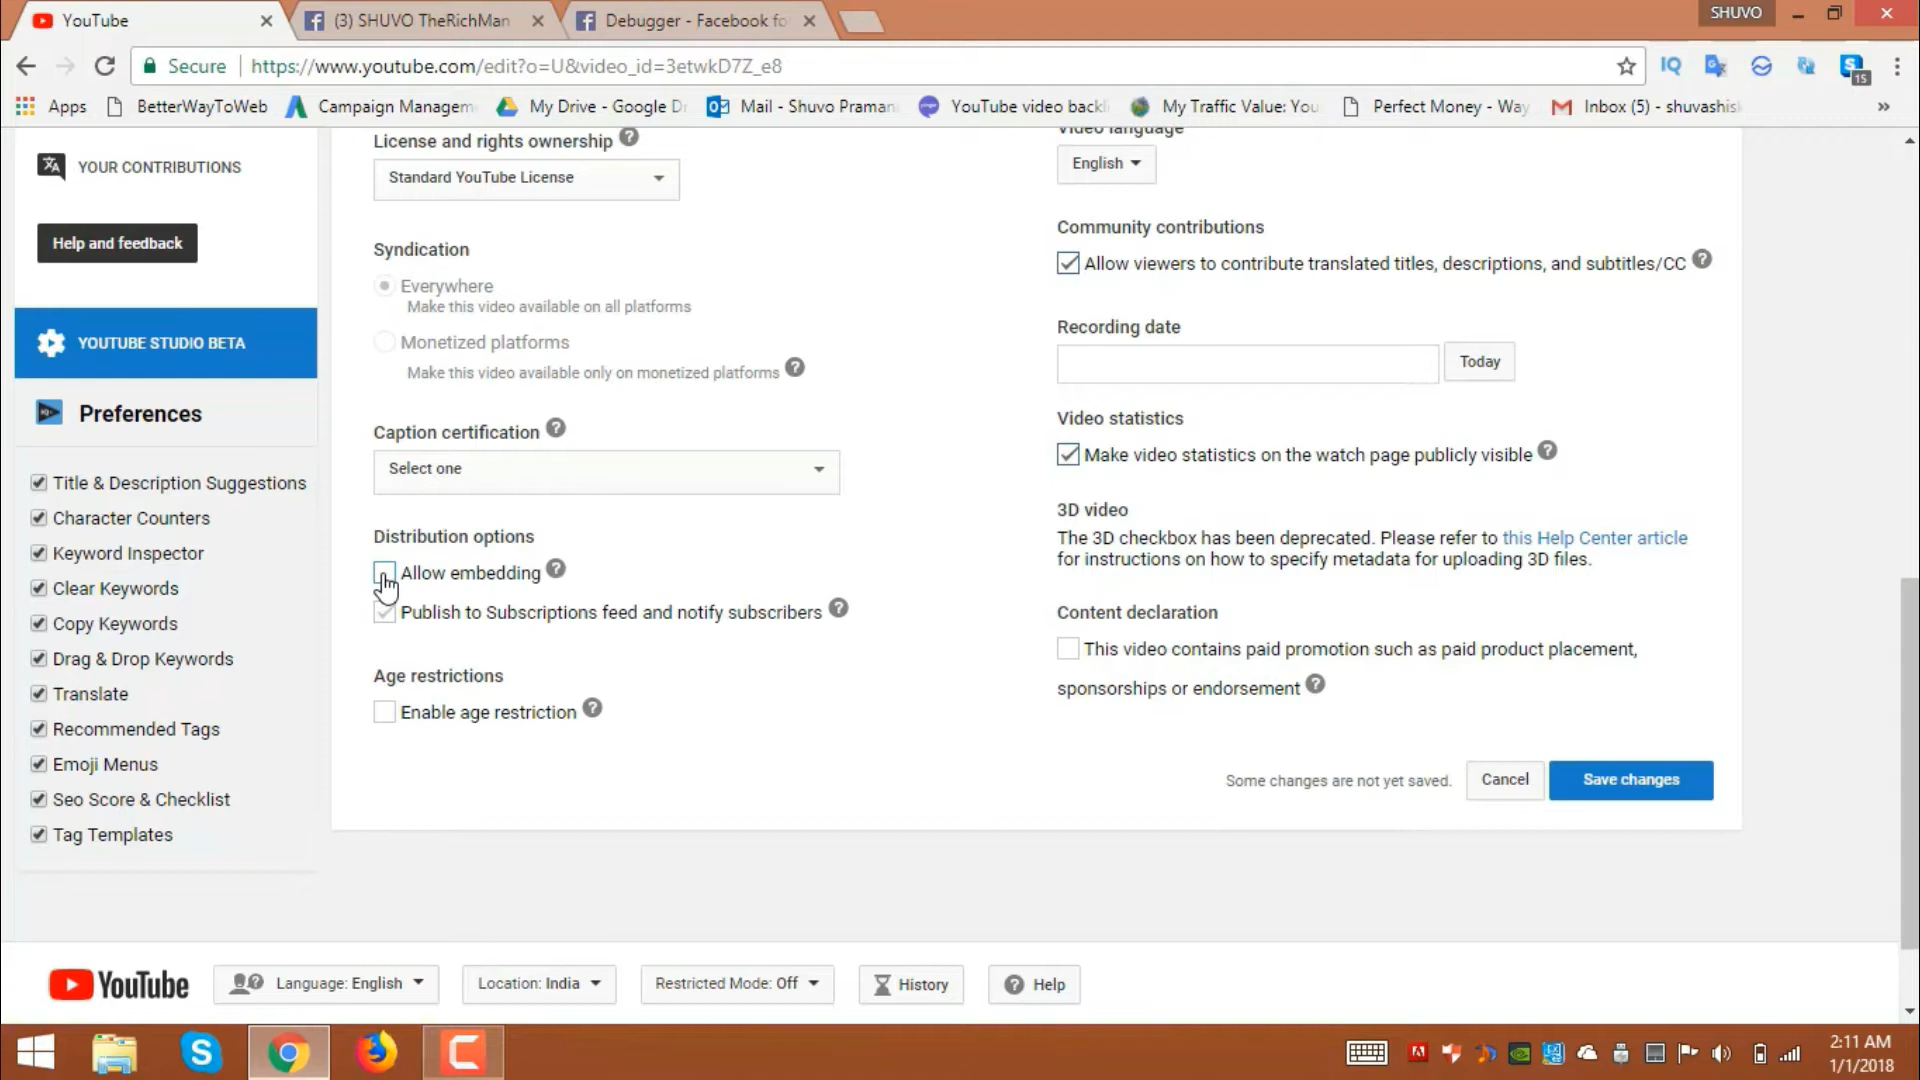 YouTube
(3) SHUVO TheRichMan
Debugger - Facebook fo
SHUVO
Secure
https://www.youtube.com/edit?o=U&video_id=3etwkD7Z_e8
IQ
S
15
Apps
BetterWayToWeb
Campaign Managem
My Drive - Google Dr
Mail - Shuvo Praman
YouTube video backl
My Traffic Value: You
Perfect Money - Way
Inbox (5) - shuvashis
»
YOUR CONTRIBUTIONS
Help and feedback
YOUTUBE STUDIO BETA
Preferences
Title & Description Suggestions
Character Counters
Keyword Inspector
Clear Keywords
Copy Keywords
Drag & Drop Keywords
Translate
Recommended Tags
Emoji Menus
Seo Score & Checklist
Tag Templates
License and rights ownership
Standard YouTube License
Syndication
Everywhere
Make this video available on all platforms
Monetized platforms
Make this video available only on monetized platforms
Caption certification
Select one
Distribution options
Allow embedding
Publish to Subscriptions feed and notify subscribers
Age restrictions
Enable age restriction
Video language
English
Community contributions
Allow viewers to contribute translated titles, descriptions, and subtitles/CC
Recording date
Today
Video statistics
Make video statistics on the watch page publicly visible
3D video
The 3D checkbox has been deprecated. Please refer to this Help Center article
for instructions on how to specify metadata for uploading 3D files.
Content declaration
This video contains paid promotion such as paid product placement,
sponsorships or endorsement
Some changes are not yet saved.
Cancel
Save changes
YouTube
Language: English
Location: India
Restricted Mode: Off
History
Help
2:11 AM
1/1/2018